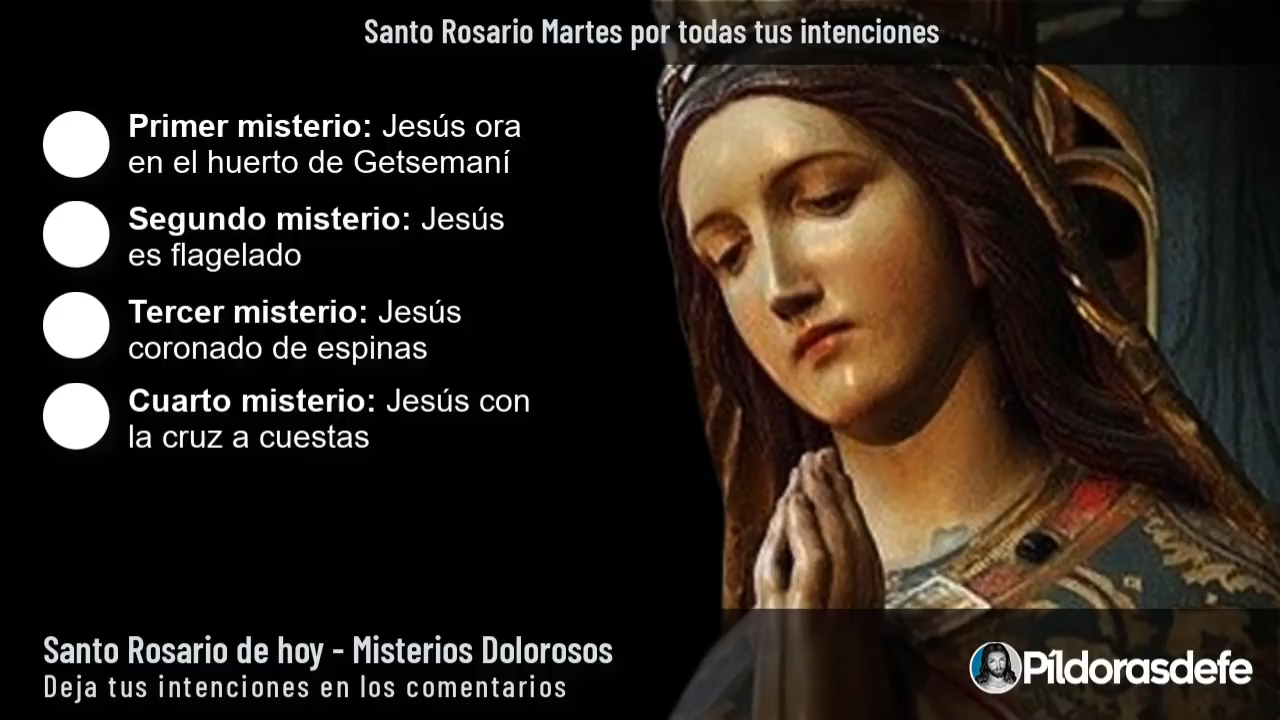 Santo Rosario Martes por todas tus intenciones
Primer misterio: Jesús ora
en el huerto de Getsemaní
Segundo misterio: Jesús
es flagelado
Tercer misterio: Jesús
coronado de espinas
Cuarto misterio: Jesús con
la cruz a cuestas
Santo Rosario de hoy - Misterios Dolorosos
Deja tus intenciones en los comentarios
Píldorasdefe